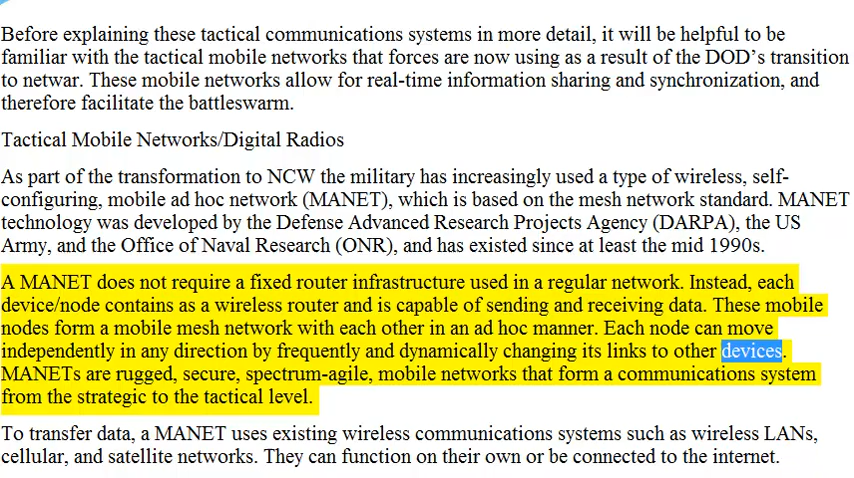 Before explaining these tactical communications systems in more detail, it will be helpful to be
familiar with the tactical mobile networks that forces are now using as a result of the DOD’s transition
to netwar. These mobile networks allow for real-time information sharing and synchronization, and
therefore facilitate the battleswarm.
Tactical Mobile Networks/Digital Radios
As part of the transformation to NCW the military has increasingly used a type of wireless, self-
configuring, mobile ad hoc network (MANET), which is based on the mesh network standard. MANET
technology was developed by the Defense Advanced Research Projects Agency (DARPA), the US
Army, and the Office of Naval Research (ONR), and has existed since at least the mid 1990s.
A MANET does not require a fixed router infrastructure used in a regular network. Instead, each
device/node contains as a wireless router and is capable of sending and receiving data. These mobile
nodes form a mobile mesh network with each other in an ad hoc manner. Each node can move
independently in any direction by frequently and dynamically changing its links to other devices.
MANETs are rugged, secure, spectrum-agile, mobile networks that form a communications system
from the strategic to the tactical level.
To transfer data, a MANET uses existing wireless communications systems such as wireless LANs,
cellular, and satellite networks. They can function on their own or be connected to the internet.